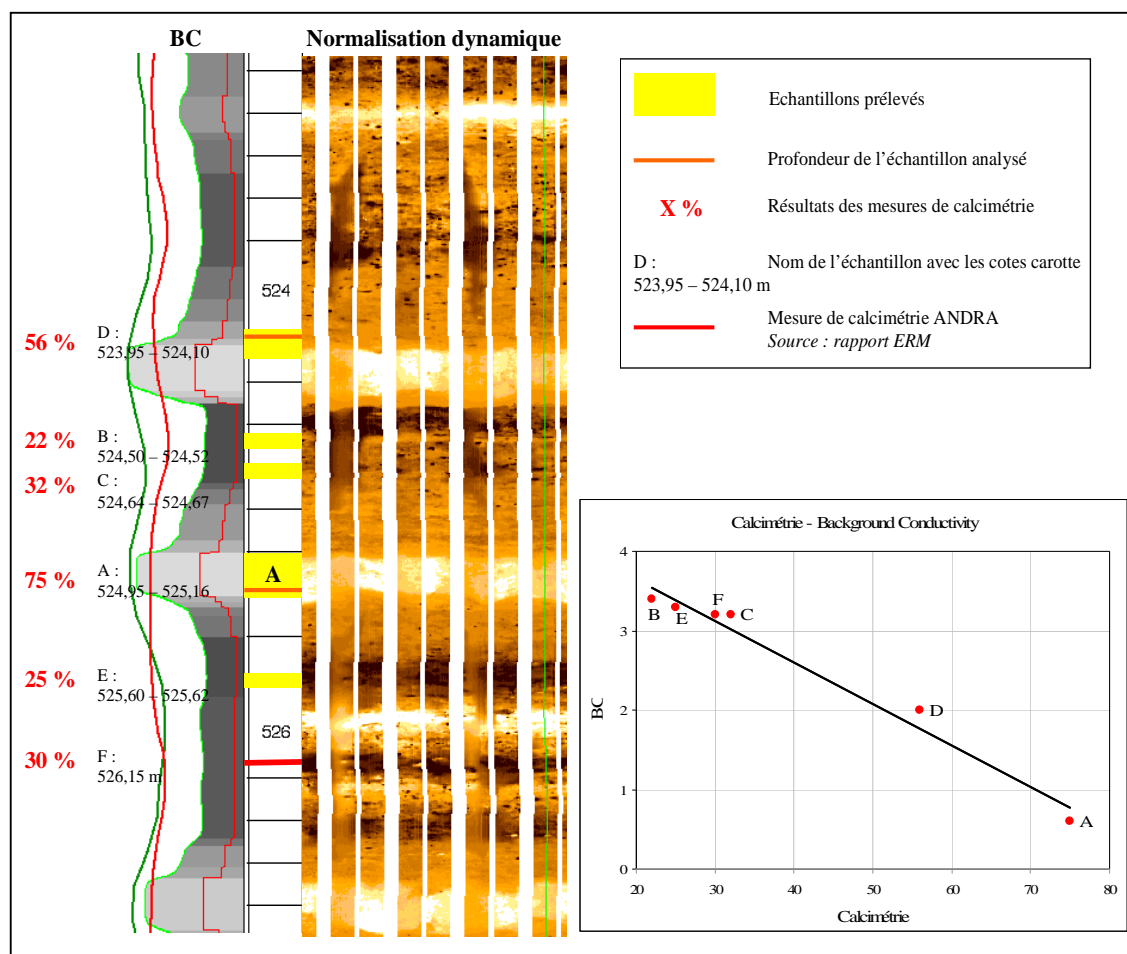 BC
Normalisation dynamique
524
56 %
D :
523,95 – 524,10
22 %
B :
524,50 – 524,52
32 %
C :
524,64 – 524,67
75 %
A :
524,95 – 525,16
A
25 %
E :
525,60 – 525,62
526
30 %
F :
526,15 m
Echantillons prélevés
Profondeur de l’échantillon analysé
X %
Résultats des mesures de calcimétrie
D :
Nom de l’échantillon avec les cotes carotte
523,95 – 524,10 m
Mesure de calcimétrie ANDRA
Source : rapport ERM
Calcimétrie - Background Conductivity
4
3
2
1
0
BC
B
E
F
C
D
A
20
30
40
50
60
70
80
Calcimétrie